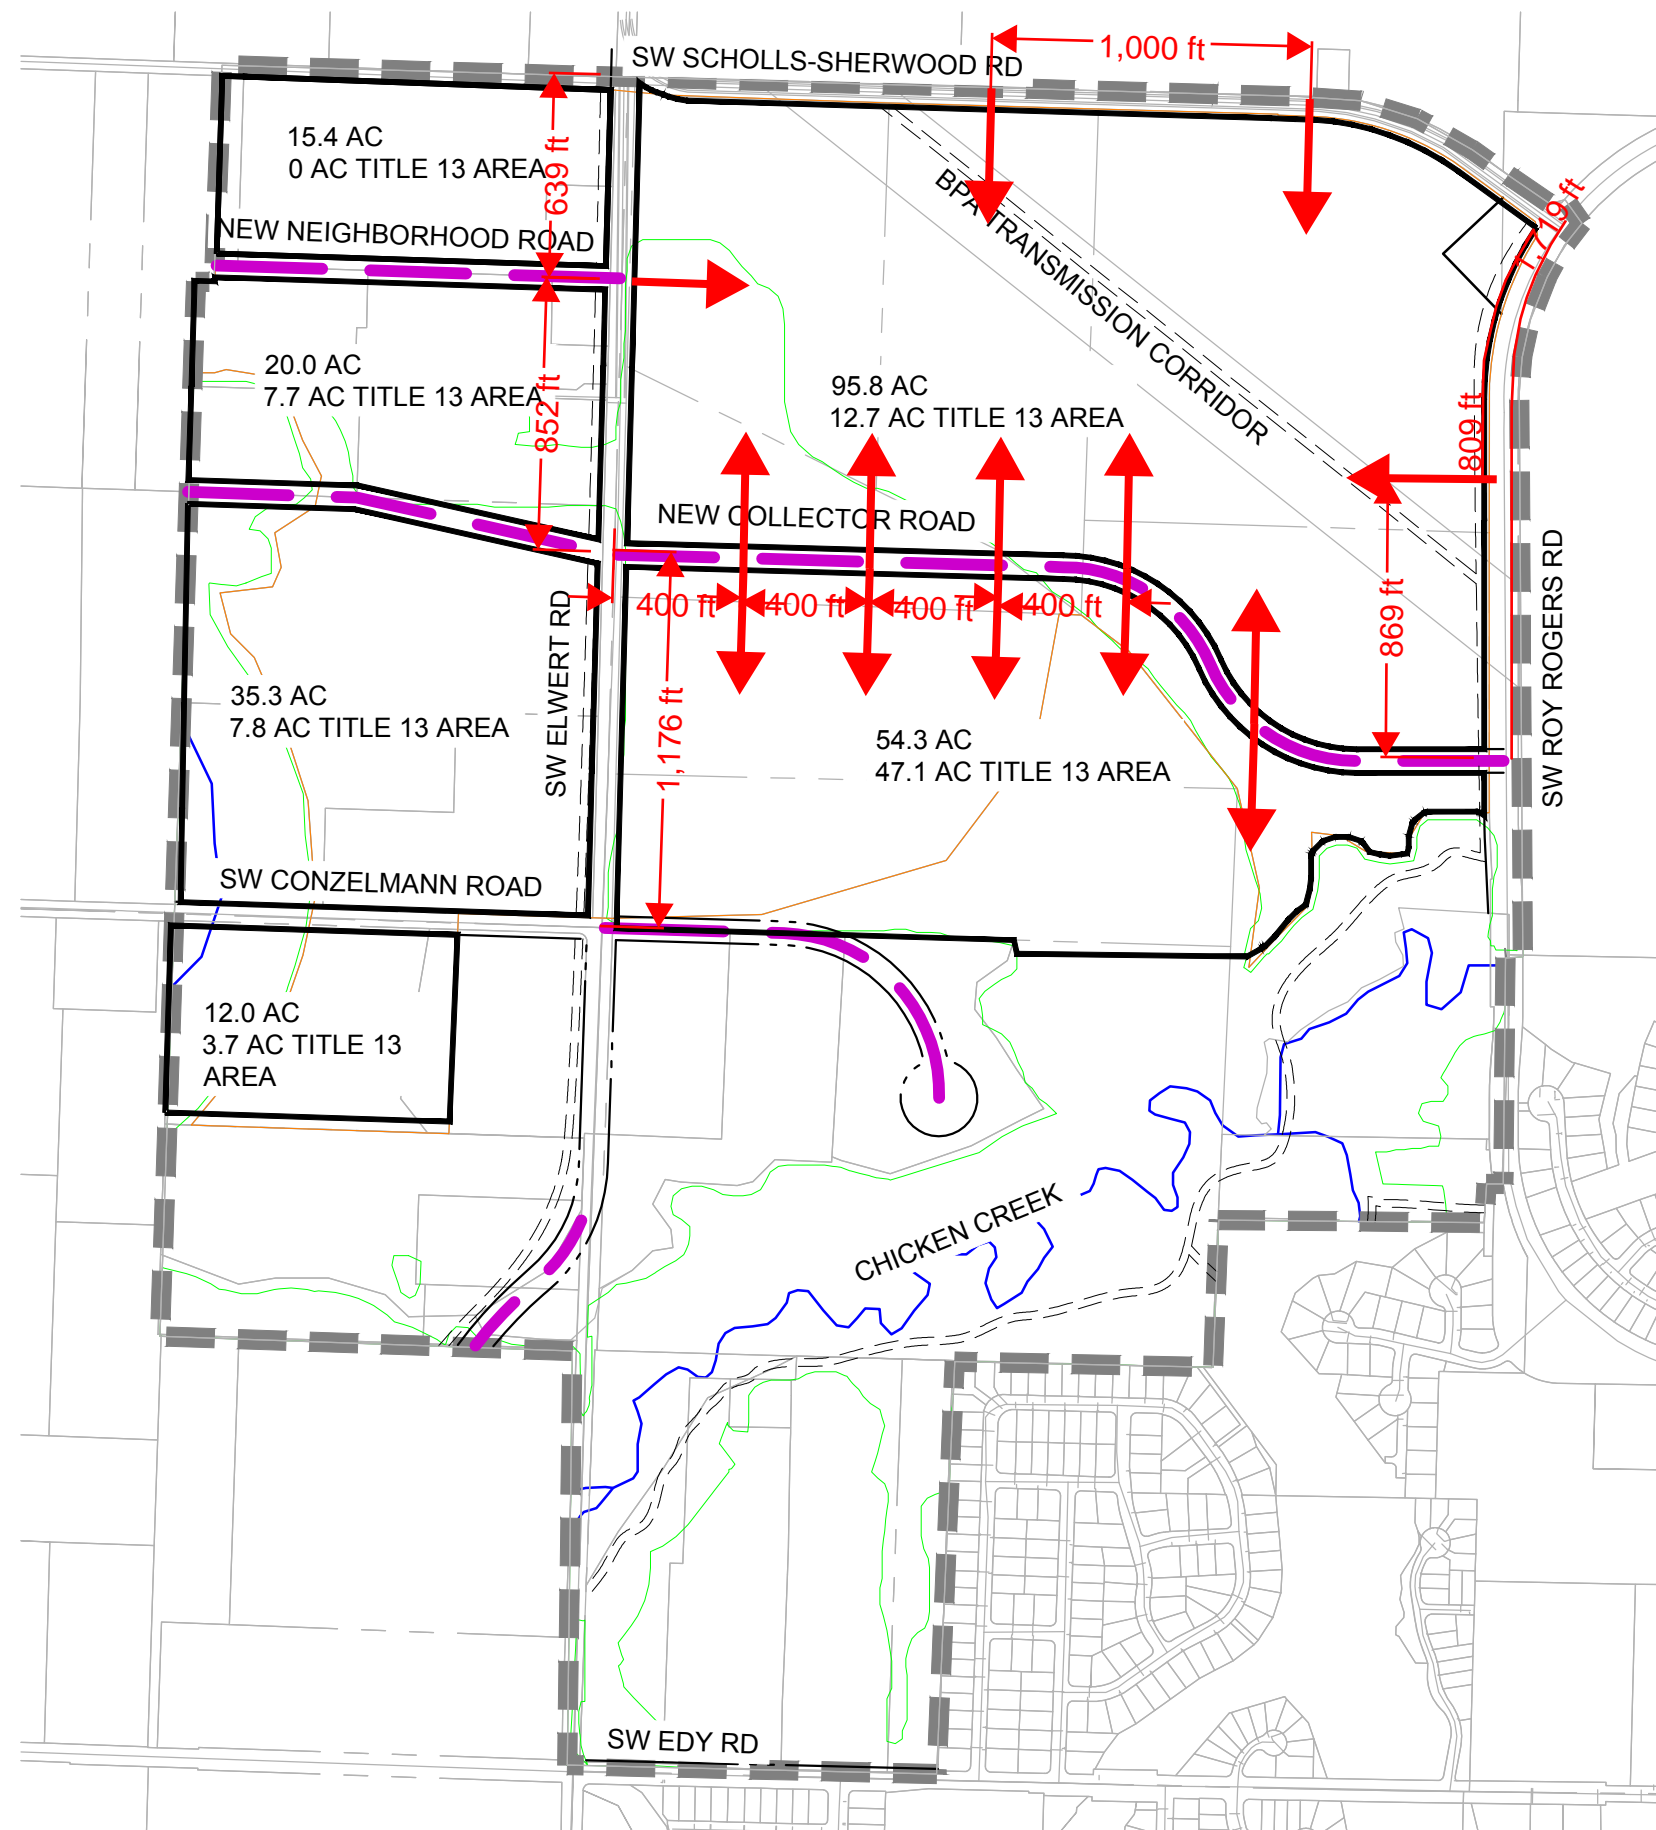 SW SCHOLLS-SHERWOOD RD
1,000 ft
15.4 AC
0 AC TITLE 13 AREA
639 ft
BPA TRANSMISSION CORRIDOR
1,719 ft
NEW NEIGHBORHOOD ROAD
20.0 AC
7.7 AC TITLE 13 AREA
852 ft
95.8 AC
12.7 AC TITLE 13 AREA
809 ft
NEW COLLECTOR ROAD
400 ft
400 ft
400 ft
400 ft
869 ft
SW ROY ROGERS RD
SW ELWERT RD
35.3 AC
7.8 AC TITLE 13 AREA
1,176 ft
54.3 AC
47.1 AC TITLE 13 AREA
SW CONZELMANN ROAD
12.0 AC
3.7 AC TITLE 13
AREA
CHICKEN CREEK
SW EDY RD